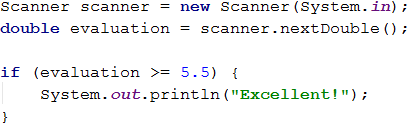 Scanner scanner = new Scanner(System.in);
double evaluation = scanner.nextDouble();
if (evaluation >= 5.5) {
System.out.println("Excellent!");
}